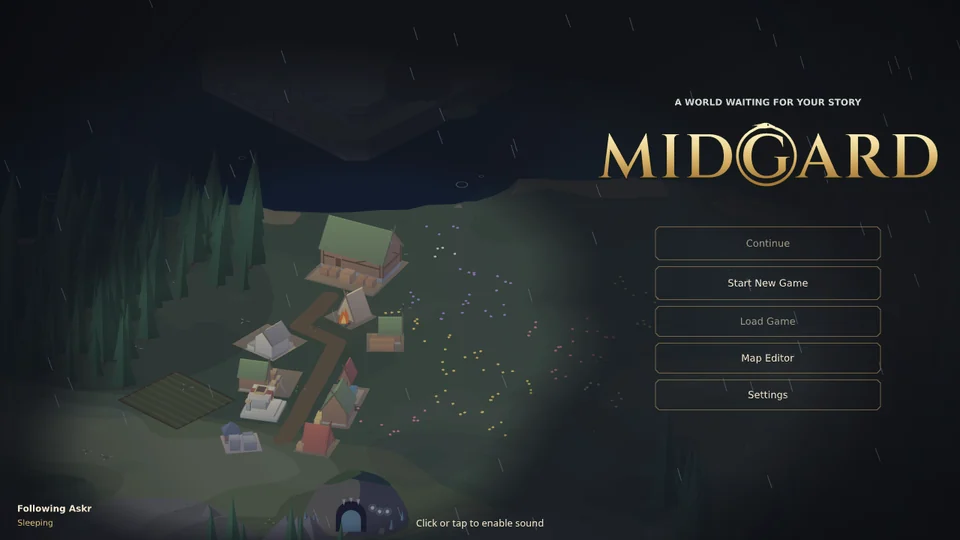 A WORLD WAITING FOR YOUR STORY
MIDGARD
Continue
Start New Game
Load Game
Map Editor
Settings
Following Askr
Sleeping
Click or tap to enable sound